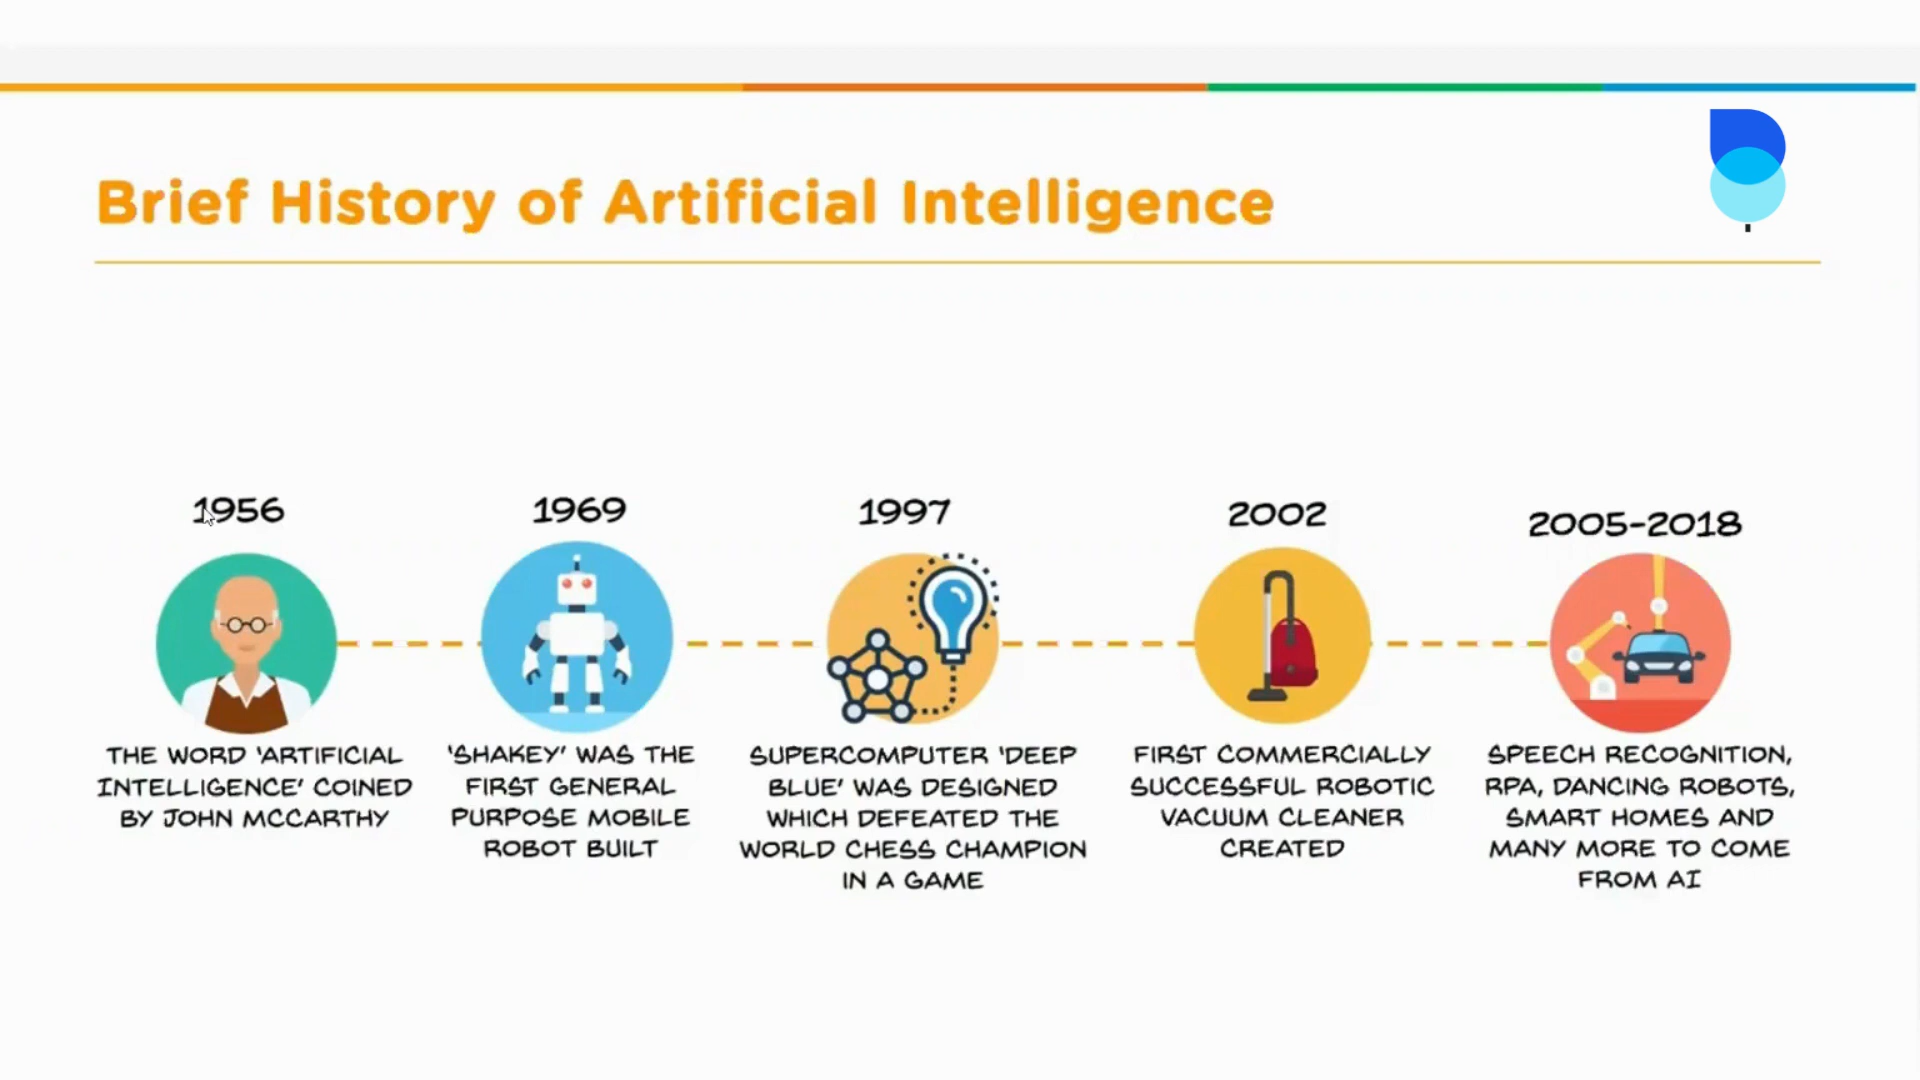 Brief History of Artificial Intelligence
1956
THE WORD 'ARTIFICIAL
INTELLIGENCE' COINED
BY JOHN MCCARTHY
1969
'SHAKEY' WAS THE
FIRST GENERAL
PURPOSE MOBILE
ROBOT BUILT
1997
SUPERCOMPUTER 'DEEP
BLUE' WAS DESIGNED
WHICH DEFEATED THE
WORLD CHESS CHAMPION
IN A GAME
2002
FIRST COMMERCIALLY
SUCCESSFUL ROBOTIC
VACUUM CLEANER
CREATED
2005-2018
SPEECH RECOGNITION,
RPA, DANCING ROBOTS,
SMART HOMES AND
MANY MORE TO COME
FROM AI